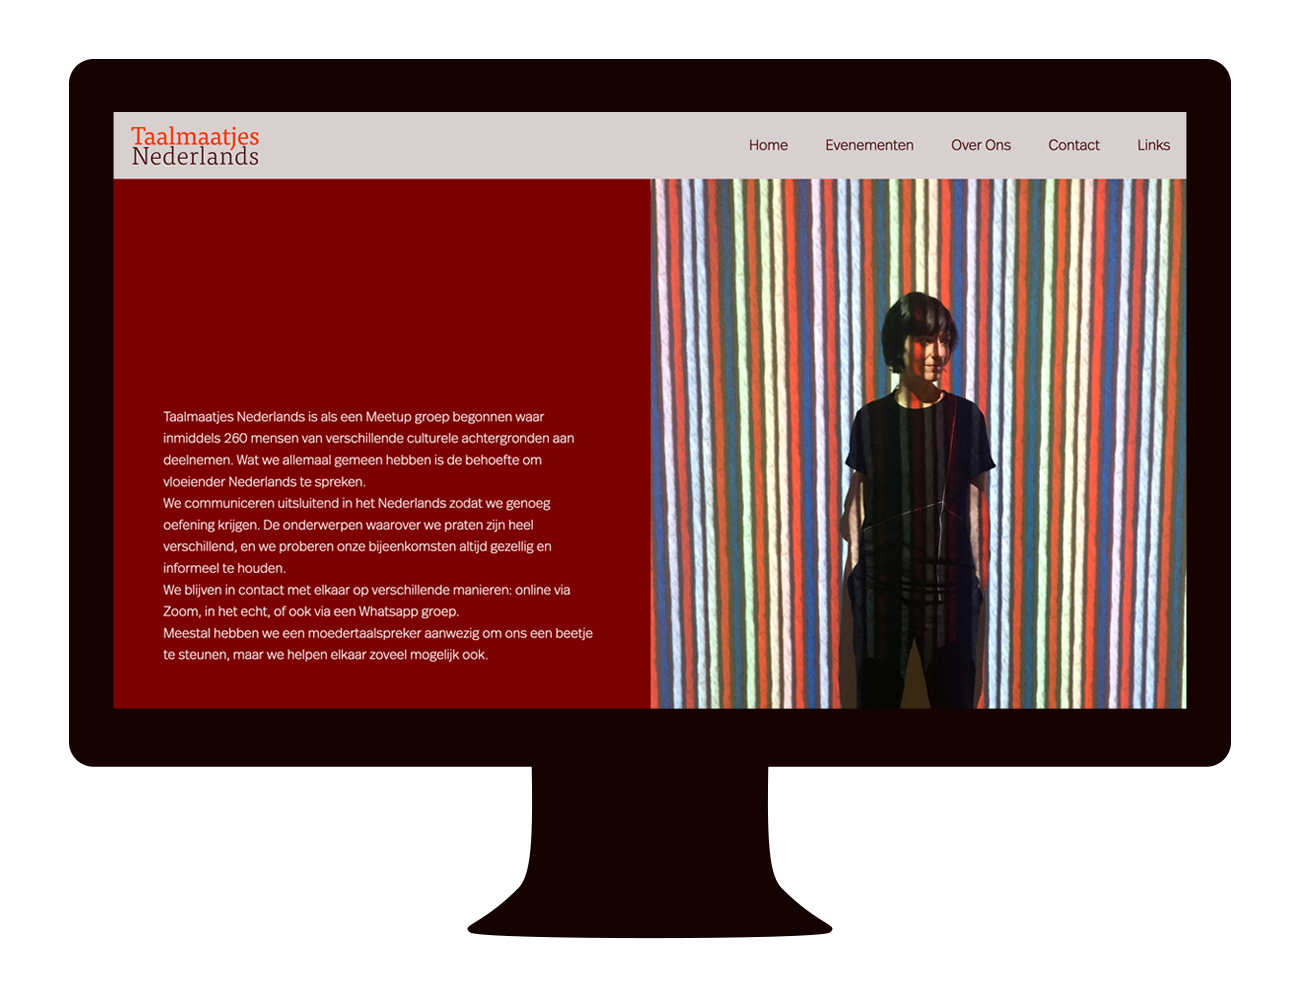 Taalmaatjes
Nederlands
Home Evenementen Over Ons Contact Links
Taalmaatjes Nederlands is als een Meetup groep begonnen waar
inmiddels 260 mensen van verschillende culturele achtergronden aan
deelnemen. Wat we allemaal gemeen hebben is de behoefte om
vloeiender Nederlands te spreken.
We communiceren uitsluitend in het Nederlands zodat we genoeg
oefening krijgen. De onderwerpen waarover we praten zijn heel
verschillend, en we proberen onze bijeenkomsten altijd gezellig en
informeel te houden.
We blijven in contact met elkaar op verschillende manieren: online via
Zoom, in het echt, of ook via een Whatsapp groep.
Meestal hebben we een moedertaalspreker aanwezig om ons een beetje
te steunen, maar we helpen elkaar zoveel mogelijk ook.